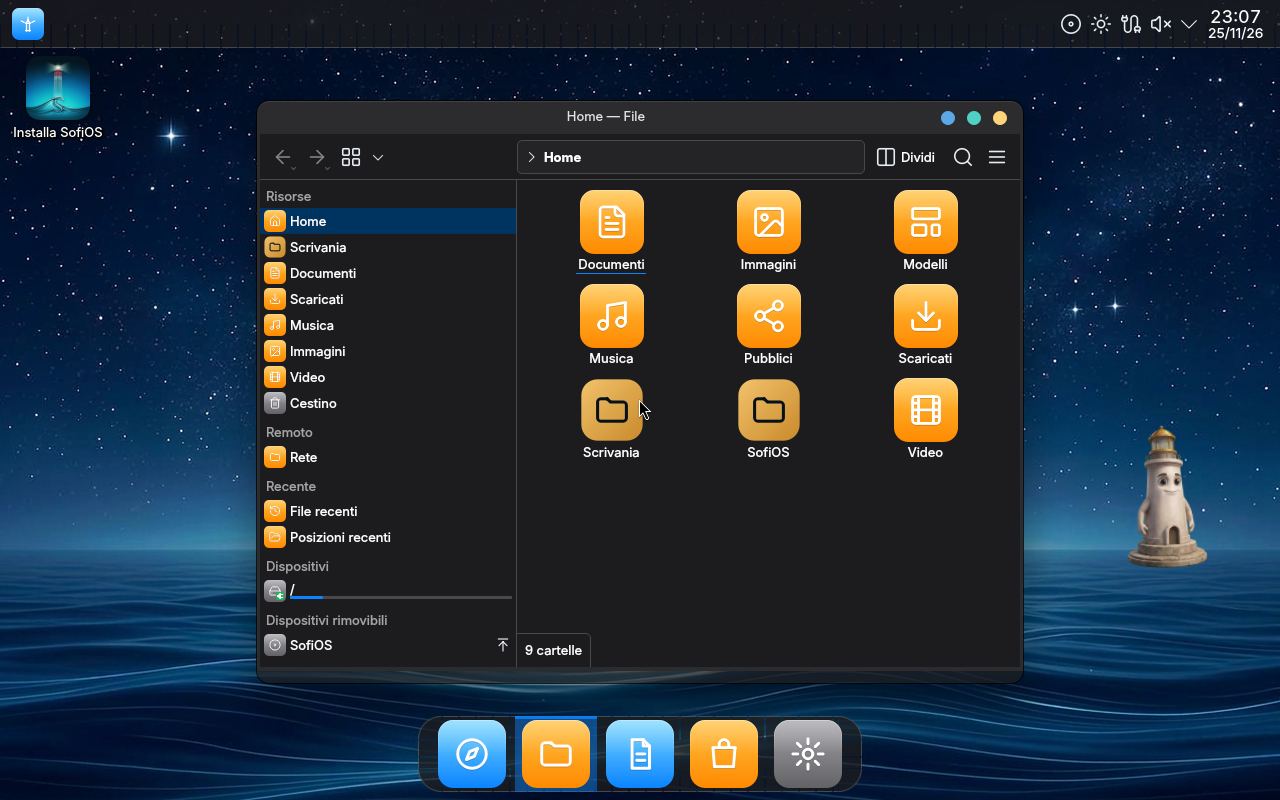 23:07
25/11/26
Installa SofiOS
Home — File
Home
Dividi
Risorse
Home
Scrivania
Documenti
Scaricati
Musica
Immagini
Video
Cestino
Remoto
Rete
Recente
File recenti
Posizioni recenti
Dispositivi
/
Dispositivi rimovibili
SofiOS
Documenti
Immagini
Modelli
Musica
Pubblici
Scaricati
Scrivania
SofiOS
Video
9 cartelle